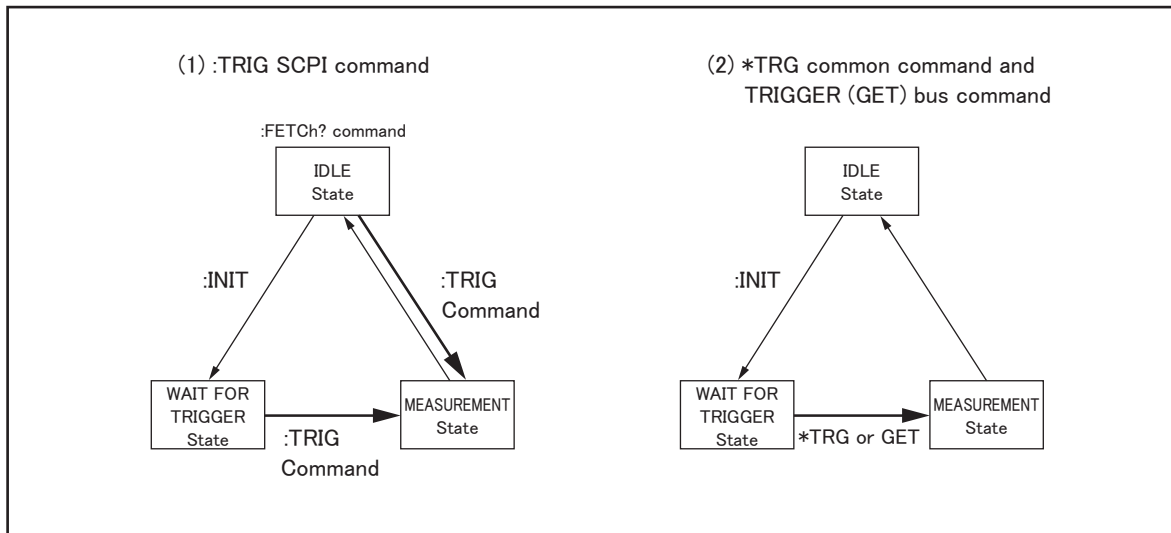 (1) :TRIG SCPI command
:FETCh? command
IDLE
State
:INIT
:TRIG
Command
WAIT FOR
TRIGGER
State
:TRIG
Command
MEASUREMENT
State
(2) *TRG common command and
TRIGGER (GET) bus command
IDLE
State
:INIT
WAIT FOR
TRIGGER
State
*TRG or GET
MEASUREMENT
State